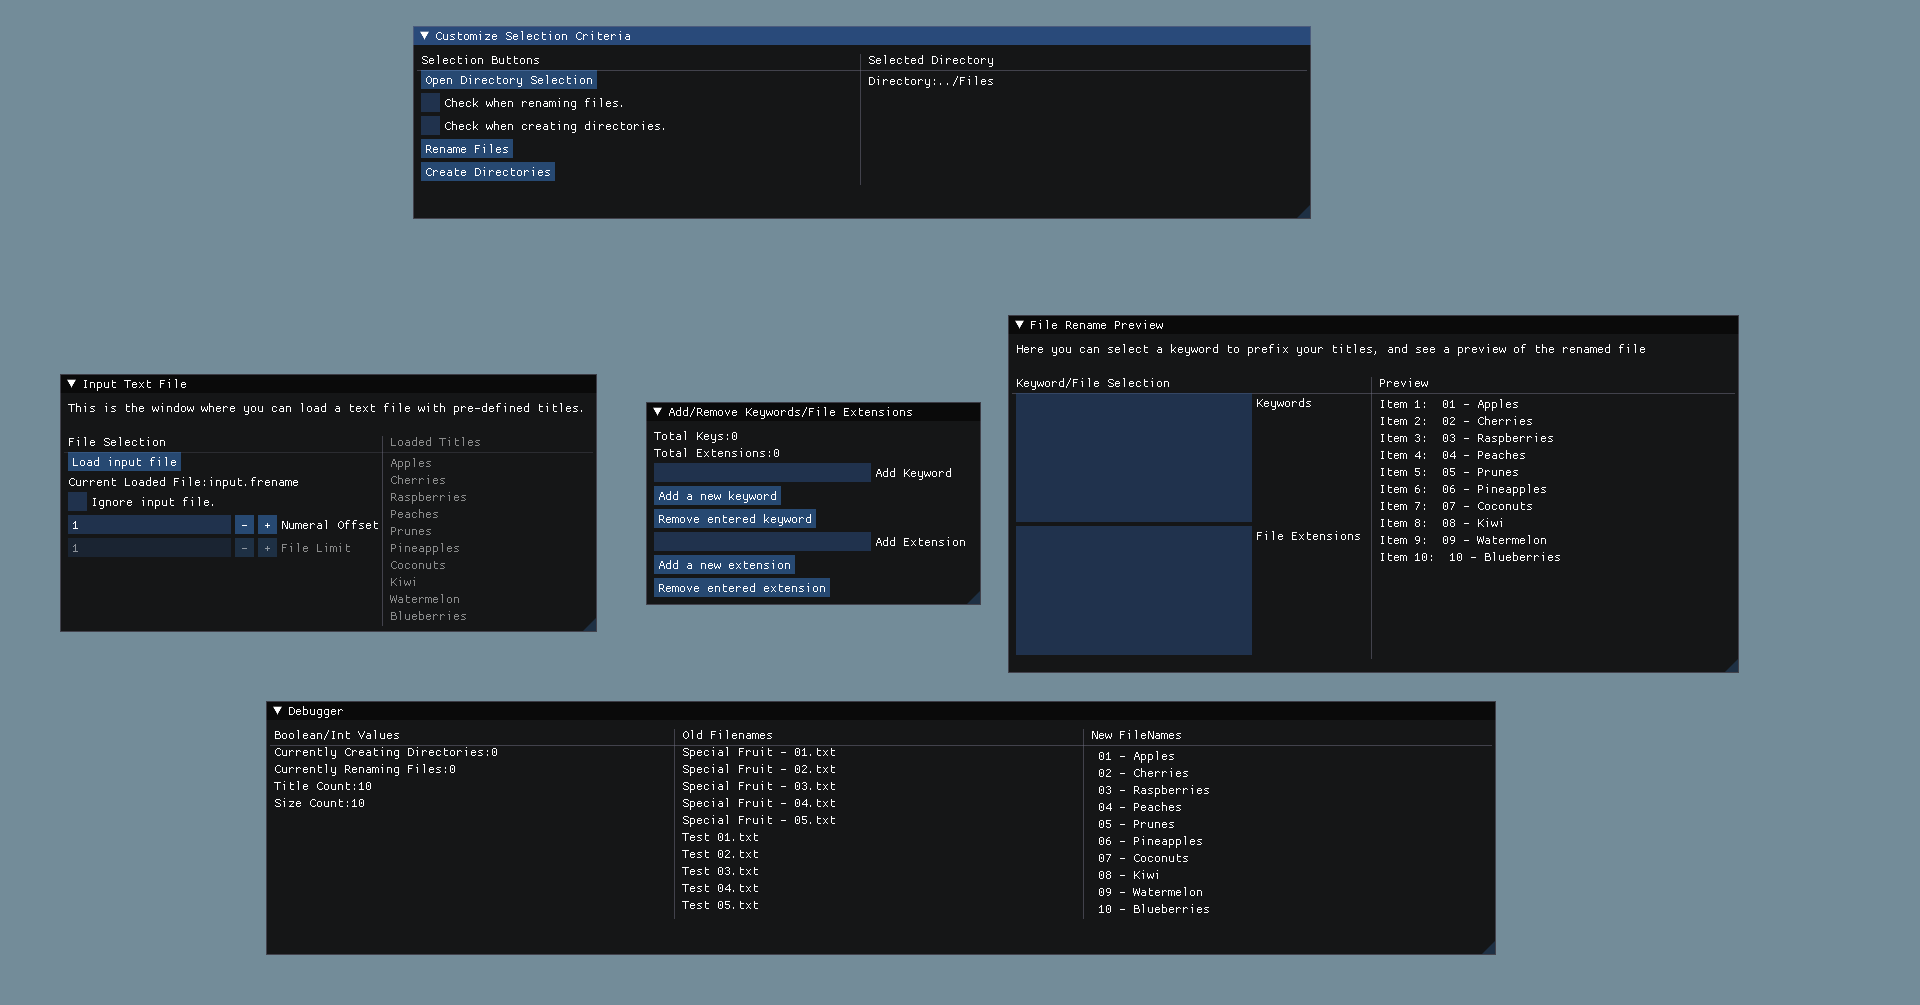 Customize Selection Criteria
Selection Buttons
Open Directory Selection
Check when renaming files.
Check when creating directories.
Rename Files
Create Directories
Selected Directory
Directory:../Files
Input Text File
This is the window where you can load a text file with pre-defined titles.
File Selection
Load input file
Current Loaded File:input.frename
Ignore input file.
1 - + Numeral Offset
1 - + File Limit
Loaded Titles
Apples
Cherries
Raspberries
Peaches
Prunes
Pineapples
Coconuts
Kiwi
Watermelon
Blueberries
Add/Remove Keywords/File Extensions
Total Keys:0
Total Extensions:0
Add Keyword
Add a new keyword
Remove entered keyword
Add Extension
Add a new extension
Remove entered extension
File Rename Preview
Here you can select a keyword to prefix your titles, and see a preview of the renamed file
Keyword/File Selection
Keywords
File Extensions
Preview
Item 1:  01 - Apples
Item 2:  02 - Cherries
Item 3:  03 - Raspberries
Item 4:  04 - Peaches
Item 5:  05 - Prunes
Item 6:  06 - Pineapples
Item 7:  07 - Coconuts
Item 8:  08 - Kiwi
Item 9:  09 - Watermelon
Item 10:  10 - Blueberries
Debugger
Boolean/Int Values
Currently Creating Directories:0
Currently Renaming Files:0
Title Count:10
Size Count:10
Old Filenames
Special Fruit - 01.txt
Special Fruit - 02.txt
Special Fruit - 03.txt
Special Fruit - 04.txt
Special Fruit - 05.txt
Test 01.txt
Test 02.txt
Test 03.txt
Test 04.txt
Test 05.txt
New FileNames
01 - Apples
02 - Cherries
03 - Raspberries
04 - Peaches
05 - Prunes
06 - Pineapples
07 - Coconuts
08 - Kiwi
09 - Watermelon
10 - Blueberries